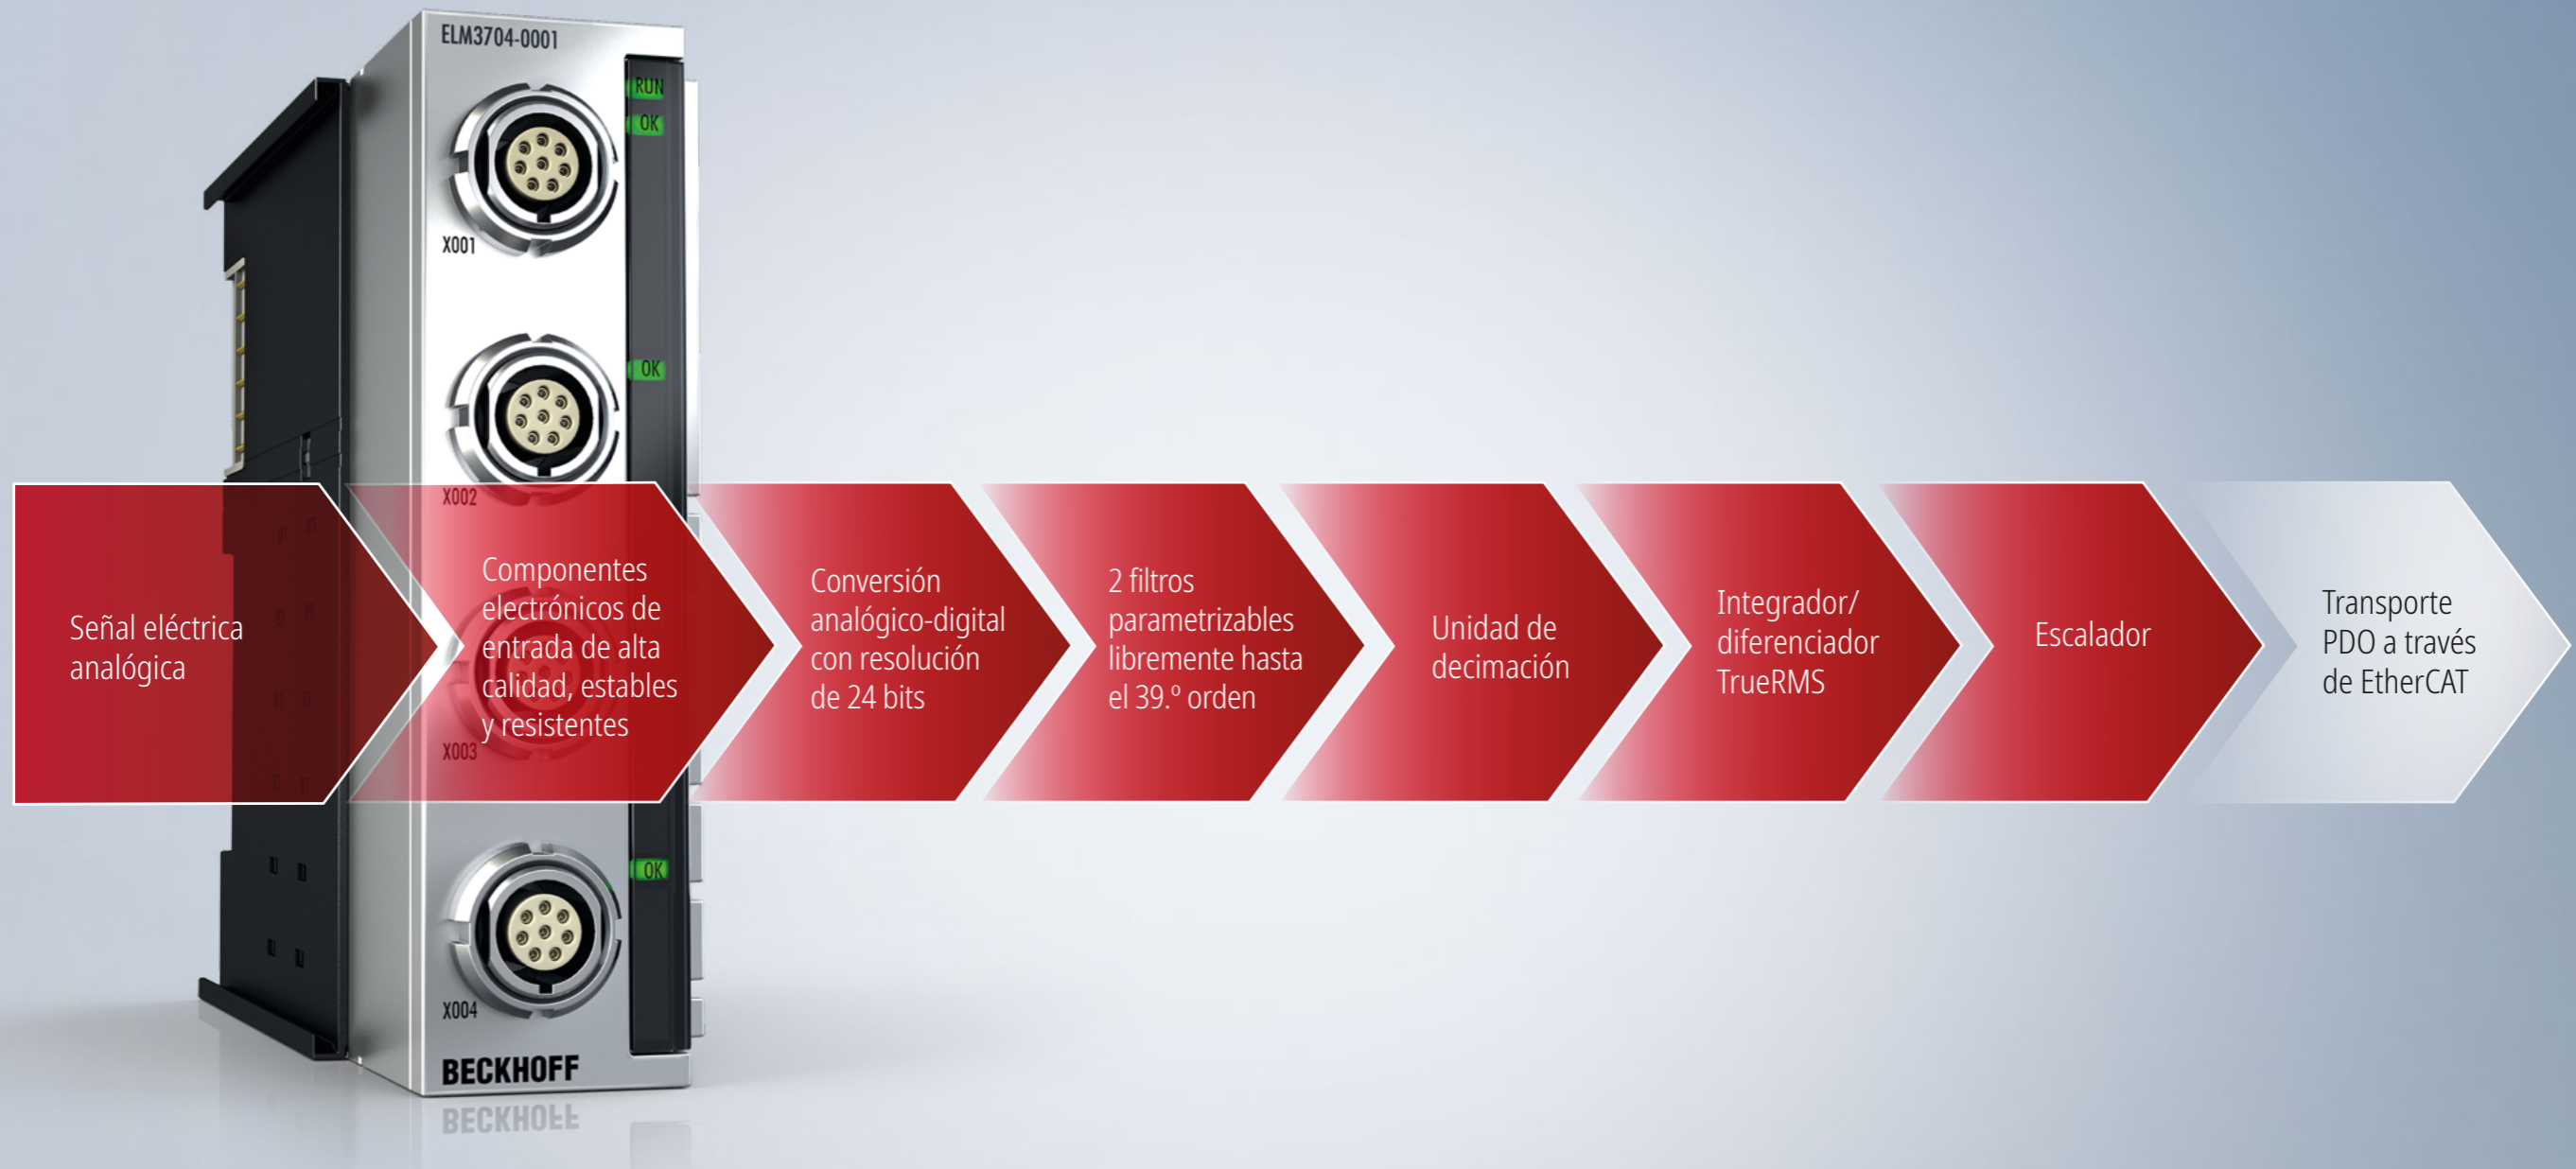 ELM3704-0001
RUN
OK
X001
OK
X002
X003
OK
X004
BECKHOFF
BECKHOFF
Señal eléctrica
analógica
Componentes
electrónicos de
entrada de alta
calidad, estables
y resistentes
Conversión
analógico-digital
con resolución
de 24 bits
2 filtros
parametrizables
libremente hasta
el 39.º orden
Unidad de
decimación
Integrador/
diferenciador
TrueRMS
Escalador
Transporte
PDO a través
de EtherCAT